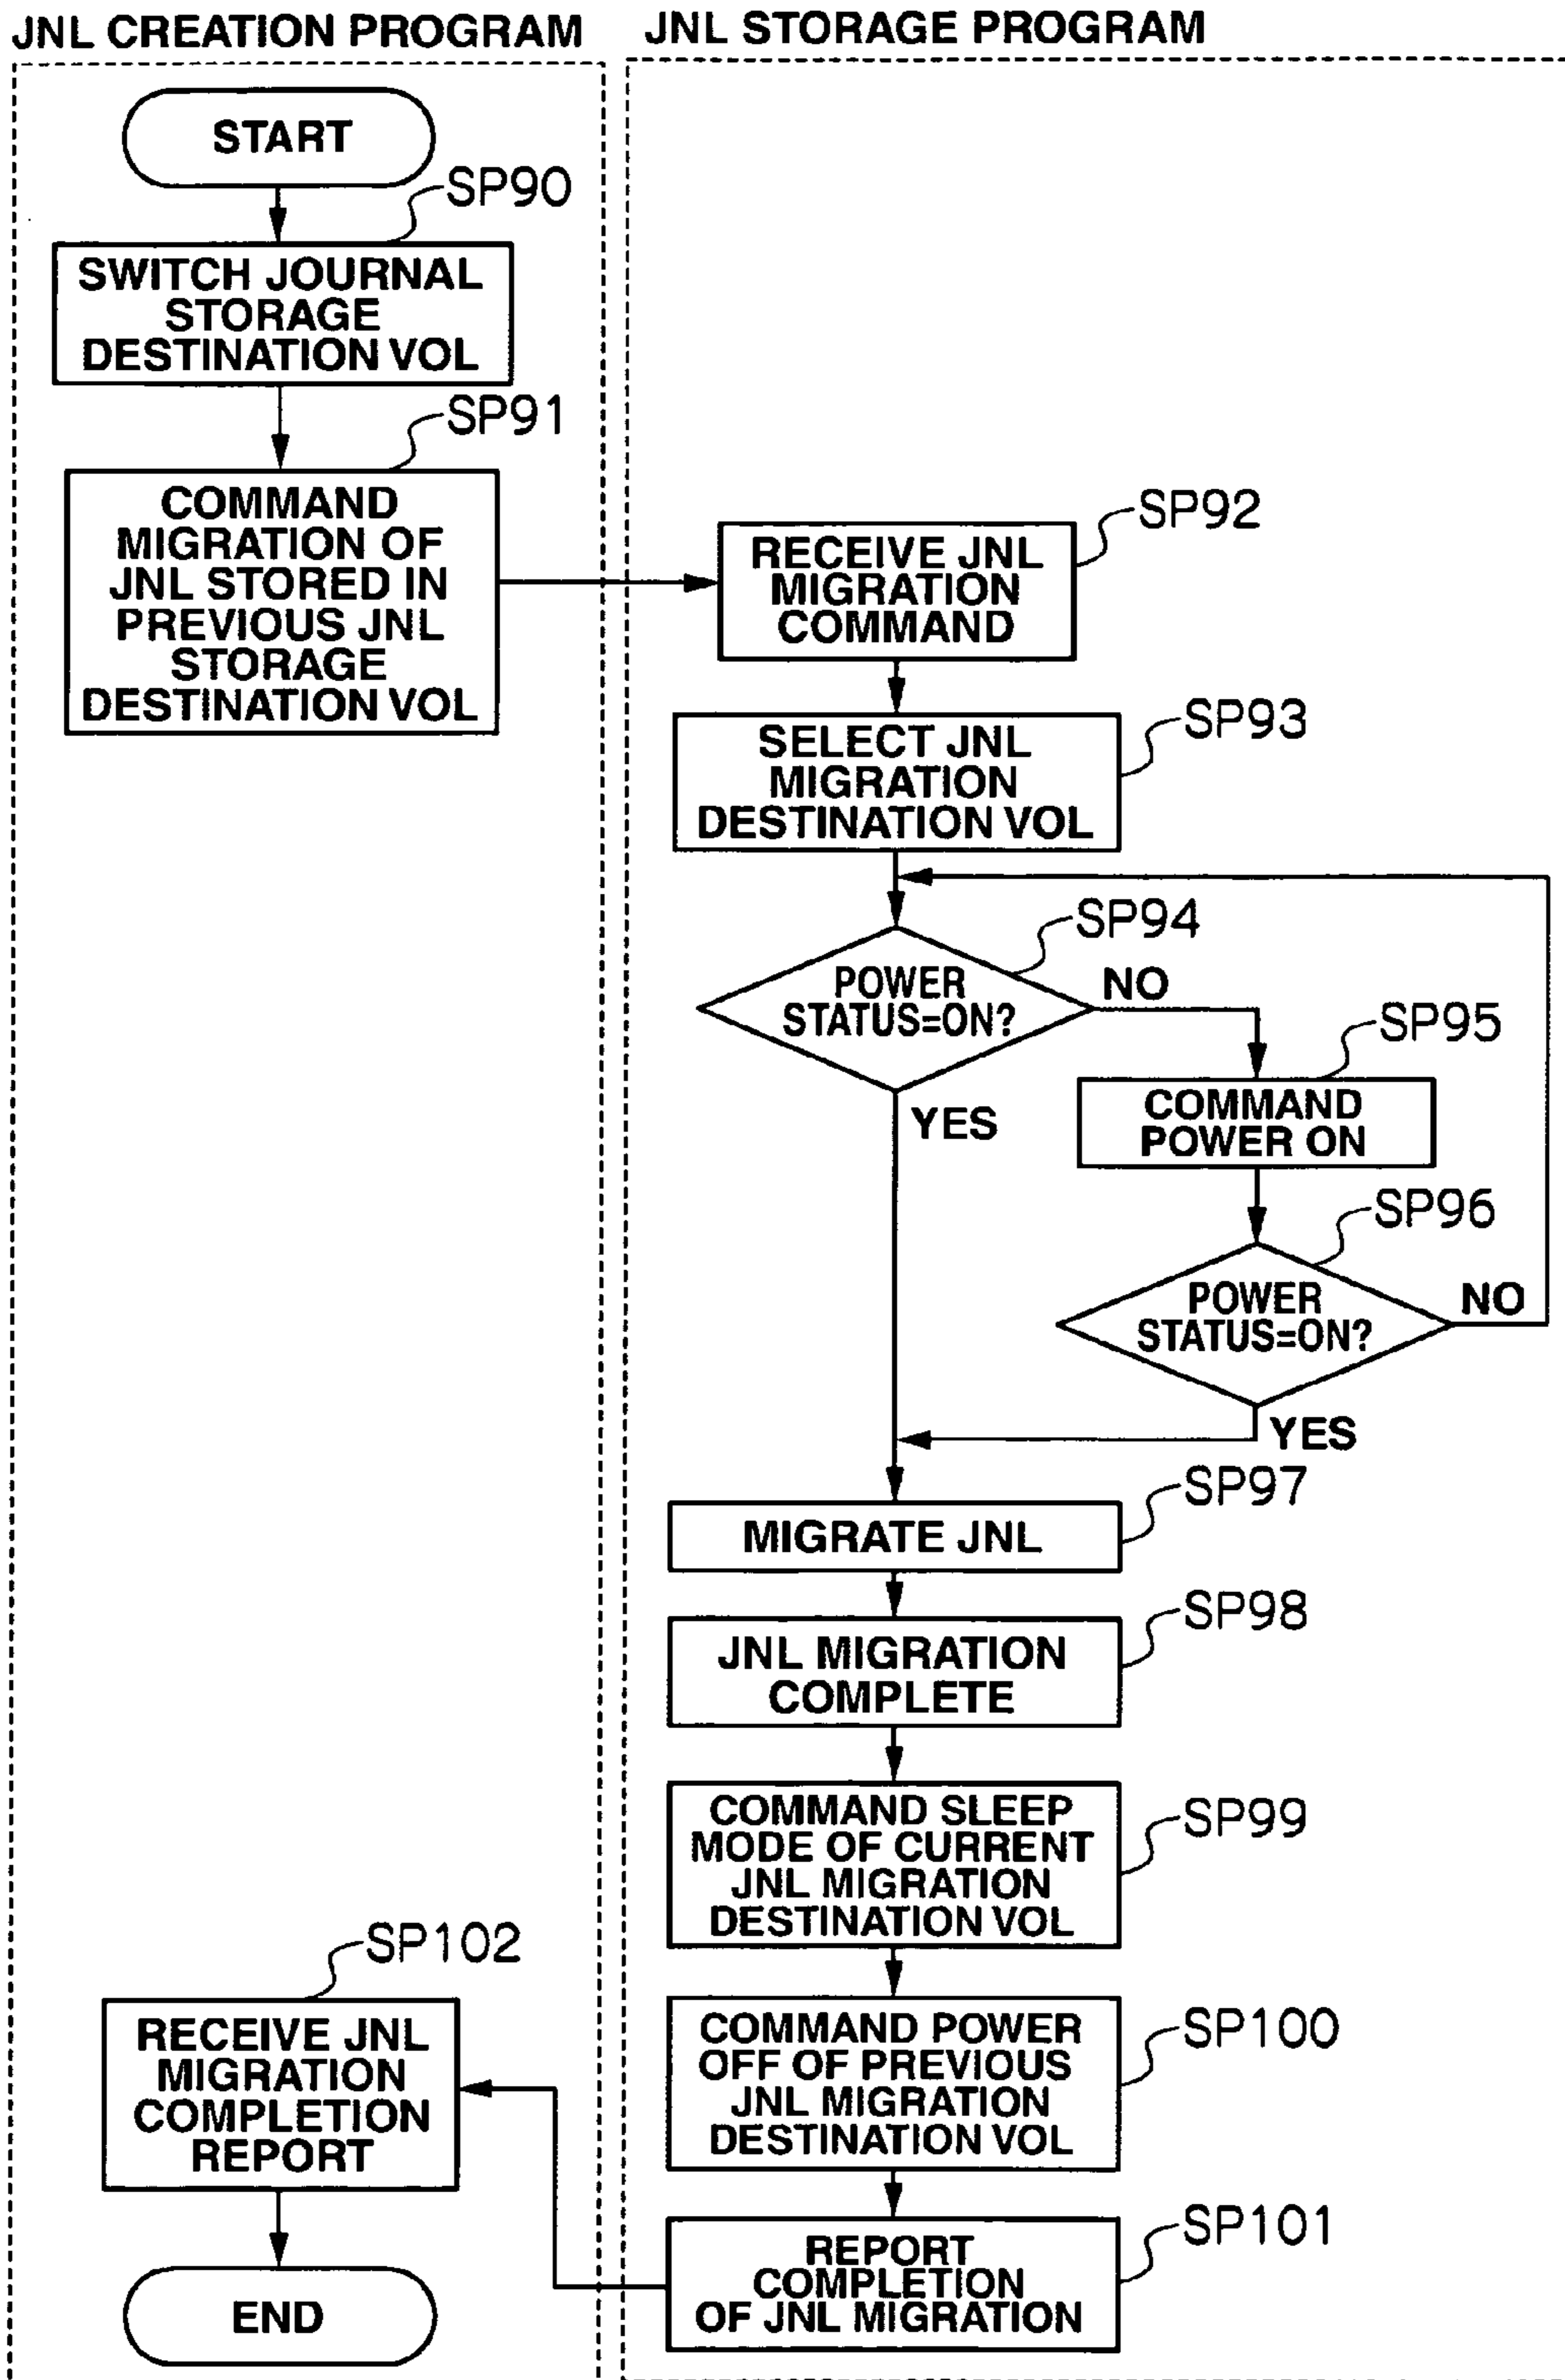 JNL CREATION PROGRAM
JNL STORAGE PROGRAM
START
SP90
SWITCH JOURNAL
STORAGE
DESTINATION VOL
SP91
COMMAND
MIGRATION OF
JNL STORED IN
PREVIOUS JNL
STORAGE
DESTINATION VOL
SP92
RECEIVE JNL
MIGRATION
COMMAND
SP93
SELECT JNL
MIGRATION
DESTINATION VOL
SP94
POWER
STATUS=ON?
NO
YES
SP95
COMMAND
POWER ON
SP96
POWER
STATUS=ON?
NO
YES
SP97
MIGRATE JNL
SP98
JNL MIGRATION
COMPLETE
SP99
COMMAND SLEEP
MODE OF CURRENT
JNL MIGRATION
DESTINATION VOL
SP100
COMMAND POWER
OFF OF PREVIOUS
JNL MIGRATION
DESTINATION VOL
SP101
REPORT
COMPLETION
OF JNL MIGRATION
SP102
RECEIVE JNL
MIGRATION
COMPLETION
REPORT
END